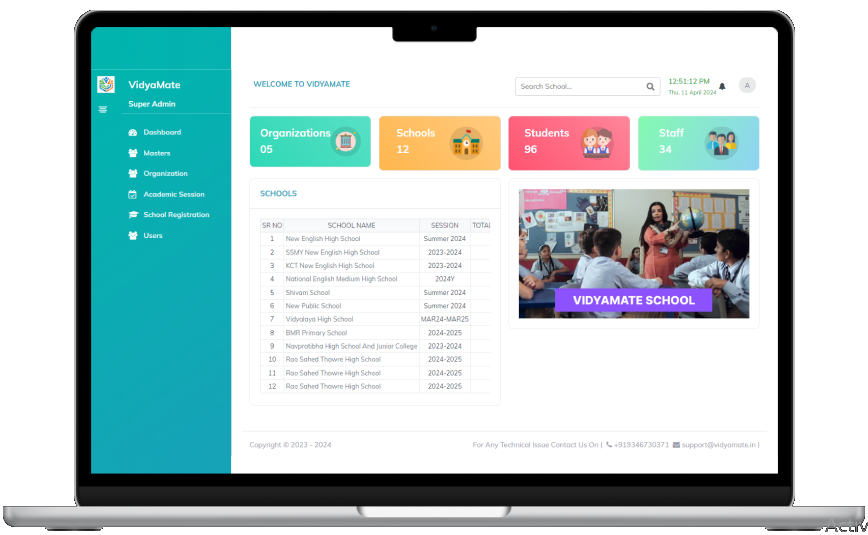 VidyaMate
Super Admin
Dashboard
Masters
Organization
Academic Session
School Registration
Users
WELCOME TO VIDYAMATE
Search School...
12:51:12 PM
Thu, 11 April 2024
A
Organizations
05
Schools
12
Students
96
Staff
34
SCHOOLS
SR NO SCHOOL NAME SESSION TOTAL
1 New English High School Summer 2024
2 SSMY New English High School 2023-2024
3 KCT New English High School 2023-2024
4 National English Medium High School 2024Y
5 Shivam School Summer 2024
6 New Public School Summer 2024
7 Vidyalaya High School MAR24-MAR25
8 BMR Primary School 2024-2025
9 Navpratibha High School And Junior College 2023-2024
10 Rao Sahed Thawre High School 2024-2025
11 Rao Sahed Thawre High School 2024-2025
12 Rao Sahed Thawre High School 2024-2025
VIDYAMATE SCHOOL
Copyright © 2023 - 2024
For Any Technical Issue Contact Us On ( +919346730371 support@vidyamate.in )
Activ